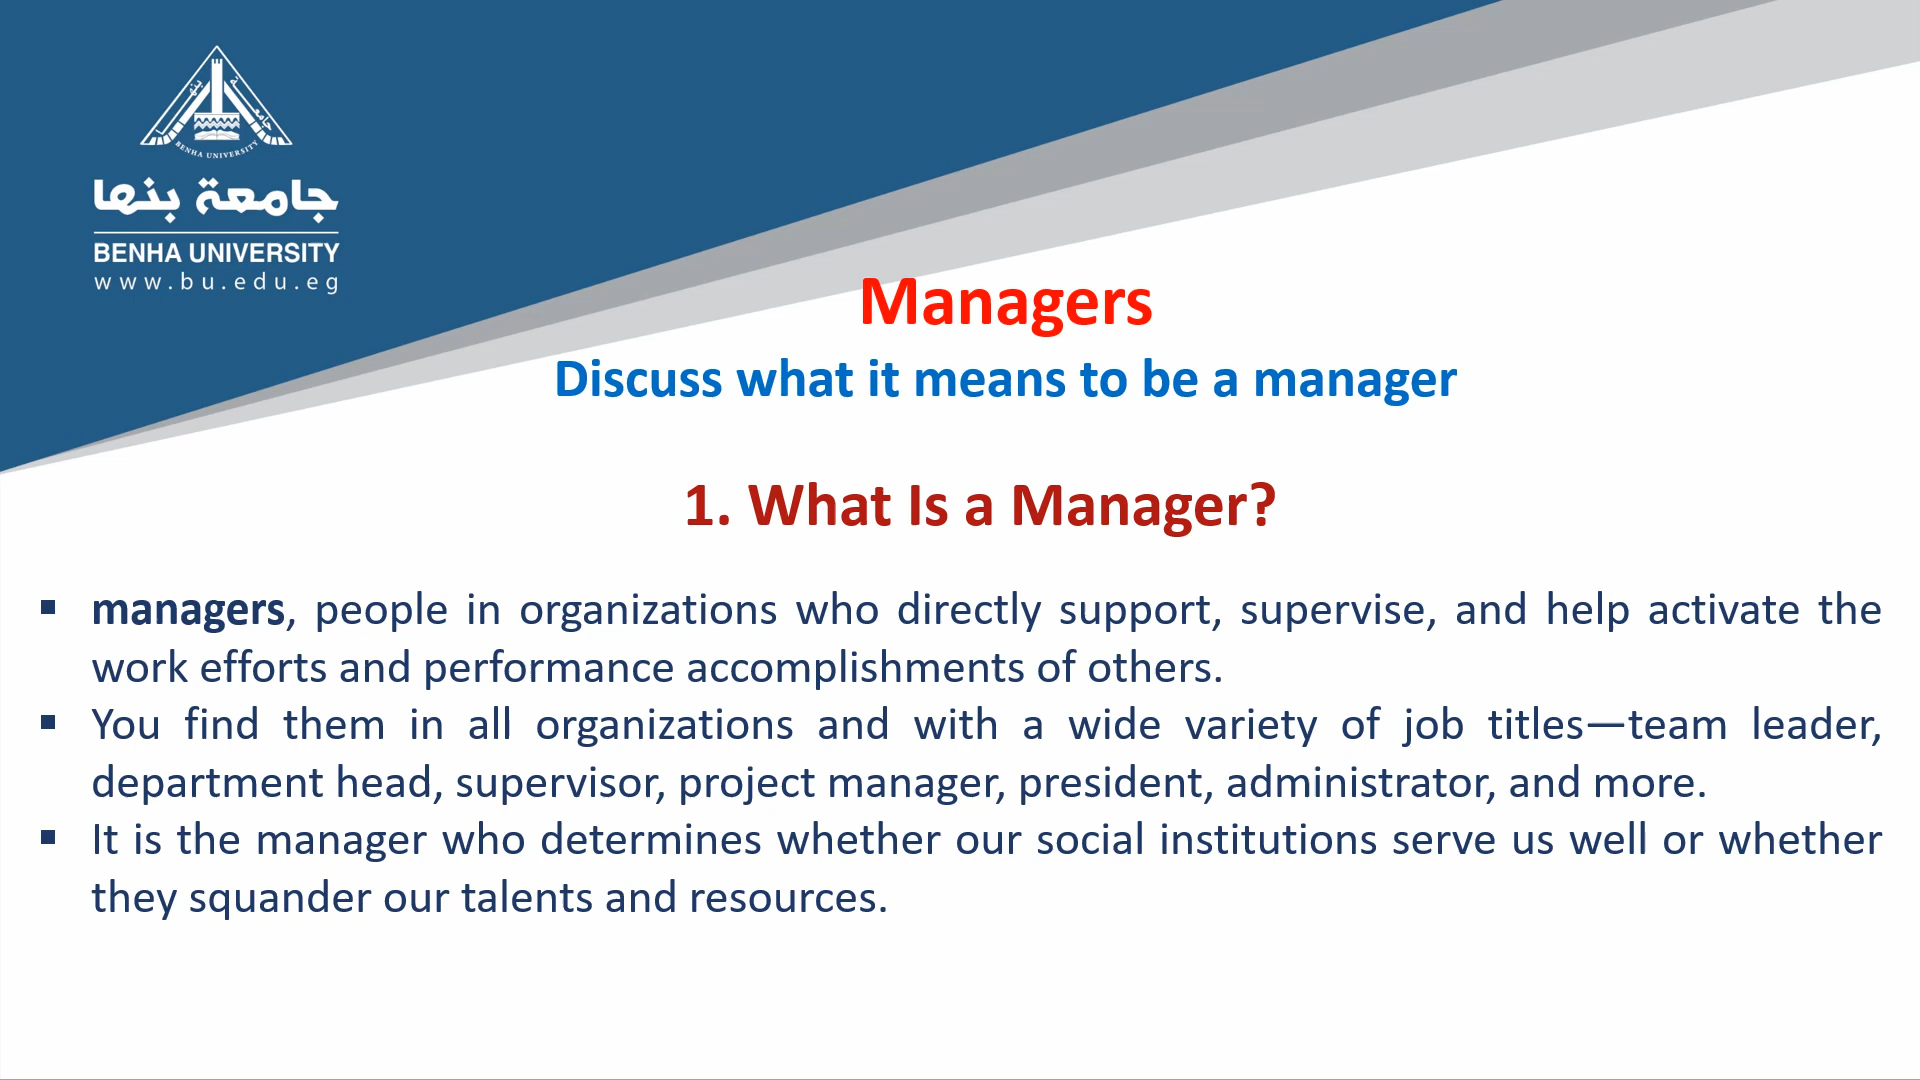 BENHA UNIVERSITY
جامعة بنها
BENHA UNIVERSITY
www.bu.edu.eg
Managers
Discuss what it means to be a manager
1. What Is a Manager?
▪ managers, people in organizations who directly support, supervise, and help activate the
work efforts and performance accomplishments of others.
▪ You find them in all organizations and with a wide variety of job titles—team leader,
department head, supervisor, project manager, president, administrator, and more.
▪ It is the manager who determines whether our social institutions serve us well or whether
they squander our talents and resources.